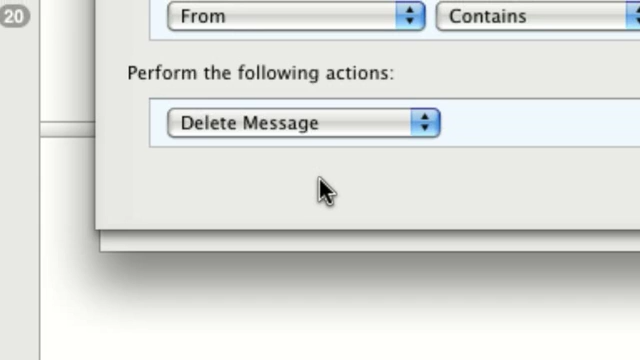 20
From Contains
Perform the following actions:
Delete Message